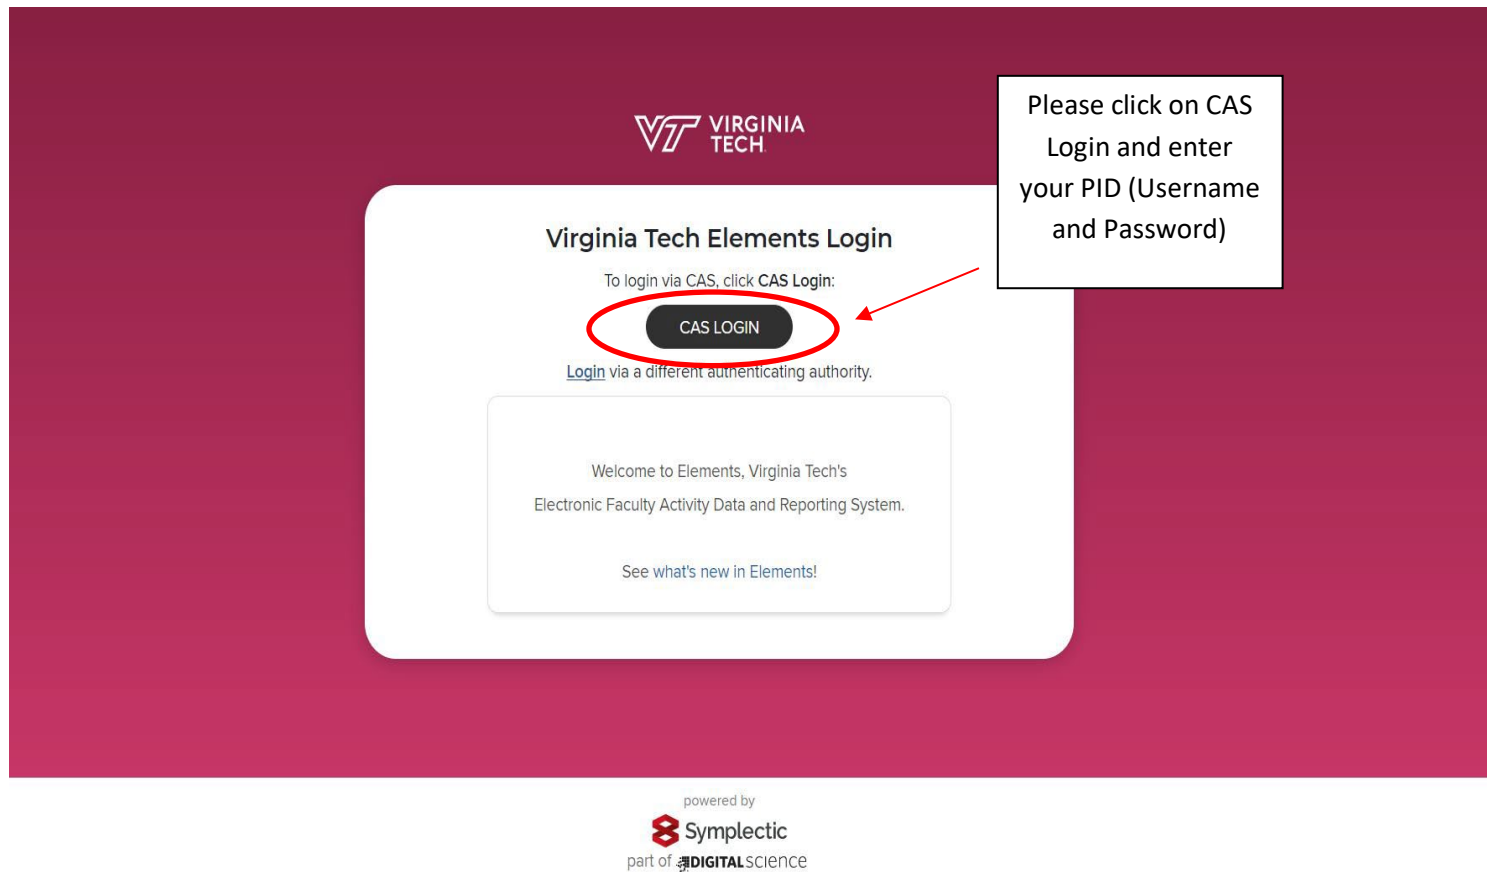 VT VIRGINIA
TECH
Please click on CAS
Login and enter
your PID (Username
and Password)
Virginia Tech Elements Login
To login via CAS, click CAS Login:
CAS LOGIN
Login via a different authenticating authority.
Welcome to Elements, Virginia Tech's
Electronic Faculty Activity Data and Reporting System.
See what's new in Elements!
powered by
Symplectic
part of DIGITALSCIENCE